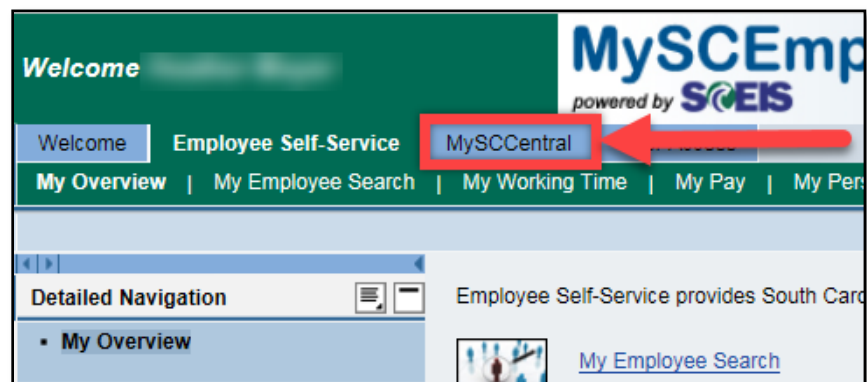 Welcome
MySCEmp
powered by SCEIS
Welcome Employee Self-Service MySCCentral
My Overview | My Employee Search | My Working Time | My Pay | My Pers
Detailed Navigation
Employee Self-Service provides South Caro
▪ My Overview
My Employee Search